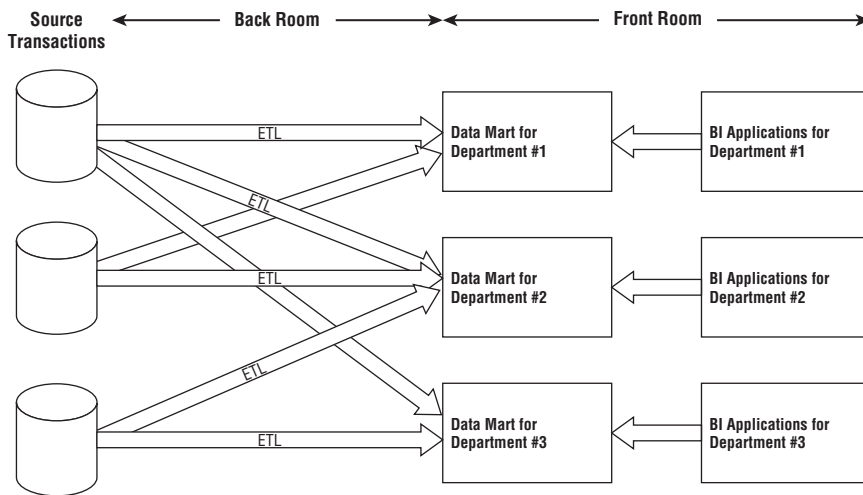 Source
Transactions
Back Room
Front Room
ETL
Data Mart for
Department #1
BI Applications for
Department #1
ETL
ETL
Data Mart for
Department #2
BI Applications for
Department #2
ETL
ETL
Data Mart for
Department #3
BI Applications for
Department #3